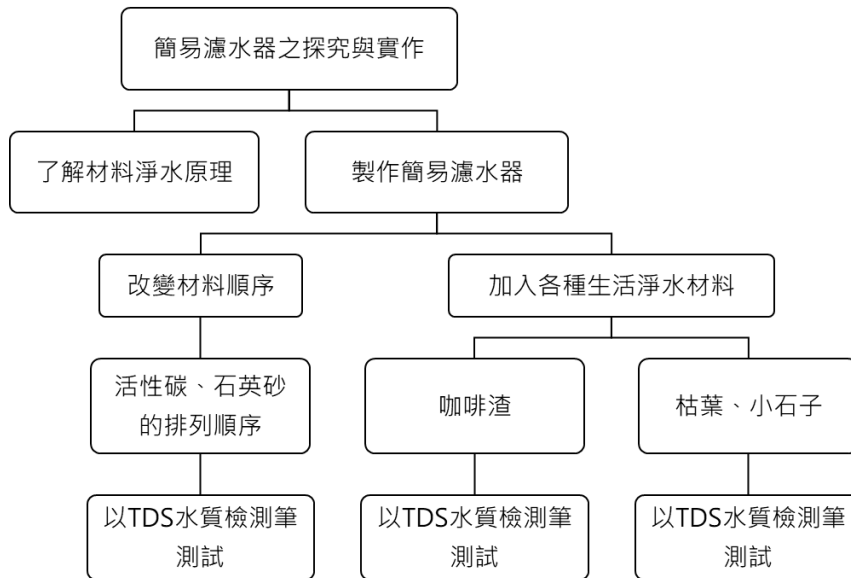 簡易濾水器之探究與實作
了解材料淨水原理
製作簡易濾水器
改變材料順序
加入各種生活淨水材料
活性碳、石英砂
的排列順序
咖啡渣
枯葉、小石子
以TDS水質檢測筆
測試
以TDS水質檢測筆
測試
以TDS水質檢測筆
測試